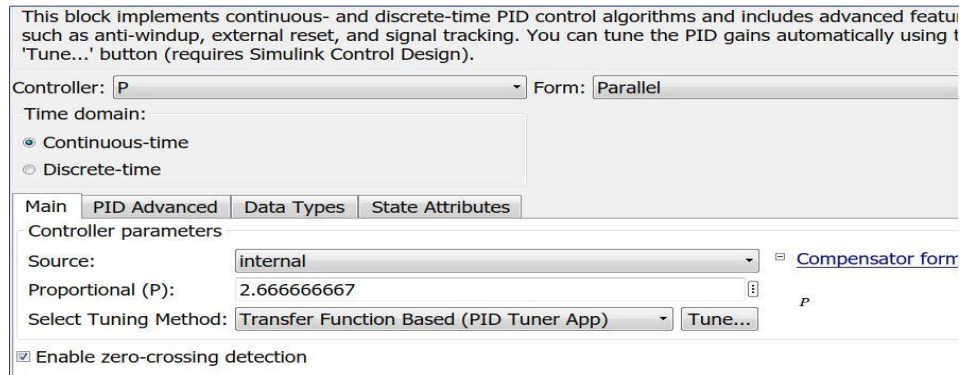 This block implements continuous- and discrete-time PID control algorithms and includes advanced featu
such as anti-windup, external reset, and signal tracking. You can tune the PID gains automatically using t
'Tune...' button (requires Simulink Control Design).
Controller: P Form: Parallel
Time domain:
Continuous-time
Discrete-time
Main PID Advanced Data Types State Attributes
Controller parameters
Source: internal Compensator form
Proportional (P): 2.666666667
P
Select Tuning Method: Transfer Function Based (PID Tuner App) Tune...
Enable zero-crossing detection